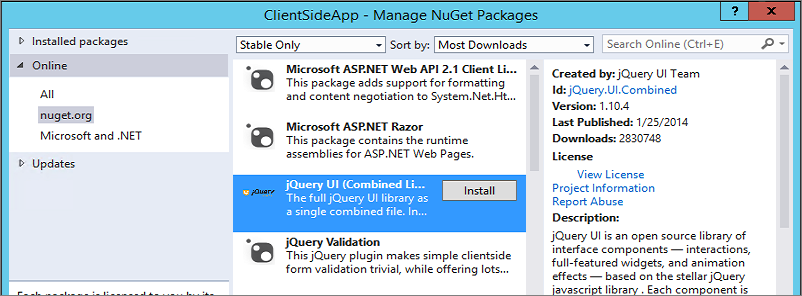 ClientSideApp - Manage NuGet Packages
? X
Installed packages
Online
All
nuget.org
Microsoft and .NET
Updates
Stable Only
Sort by: Most Downloads
Search Online (Ctrl+E)
Microsoft ASP.NET Web API 2.1 Client Li...
This package adds support for formatting
and content negotiation to System.Net.Ht...
Microsoft ASP.NET Razor
This package contains the runtime
assemblies for ASP.NET Web Pages.
jQuery
jQuery UI (Combined Li...
The full jQuery UI library as
a single combined file. In...
Install
jQuery Validation
This jQuery plugin makes simple clientside
form validation trivial, while offering lots...
Created by: jQuery UI Team
Id: jQuery.UI.Combined
Version: 1.10.4
Last Published: 1/25/2014
Downloads: 2830748
License
View License
Project Information
Report Abuse
Description:
jQuery UI is an open source library of
interface components — interactions,
full-featured widgets, and animation
effects — based on the stellar jQuery
javascript library . Each component is
Each package is licensed to you by its